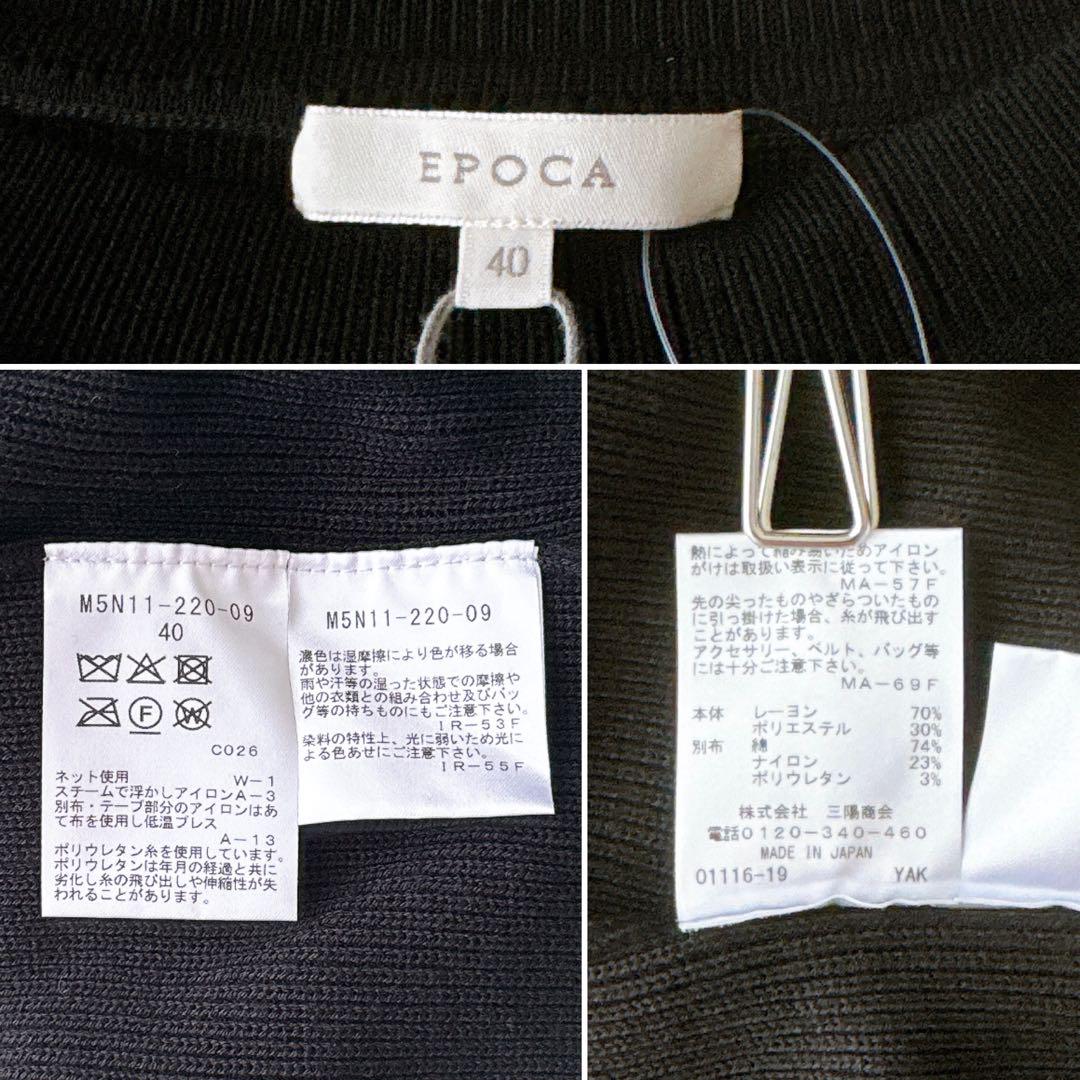 EPOCA
40
M5N11-220-09
40
F
W
C026
ネット使用 W-1
スチームで浮かしアイロンA-3
別布・テープ部分のアイロンはあ
て布を使用し低温プレス
A-13
ポリウレタン糸を使用しています。
ポリウレタンは年月の経過と共に
劣化し糸の飛び出しや伸縮性が失
われることがあります。
M5N11-220-09
濃色は湿摩擦により色が移る場合
があります。
雨や汗等の湿った状態での摩擦や
他の衣類との組み合わせ及びバッ
グ等の持ちものにもご注意下さい。
IR-53F
染料の特性上、光に弱いため光に
よる色あせにご注意下さい。
IR-55F
熱によって縮み易いためアイロン
がけは取扱い表示に従って下さい。
MA-57F
先の尖ったものやざらついたもの
に引っ掛けた場合、糸が飛び出す
ことがあります。
アクセサリー、ベルト、バッグ等
には十分ご注意下さい。
MA-69F
本体 レーヨン 70%
ポリエステル 30%
別布 綿 74%
ナイロン 23%
ポリウレタン 3%
株式会社 三陽商会
電話0120-340-460
MADE IN JAPAN
01116-19 YAK